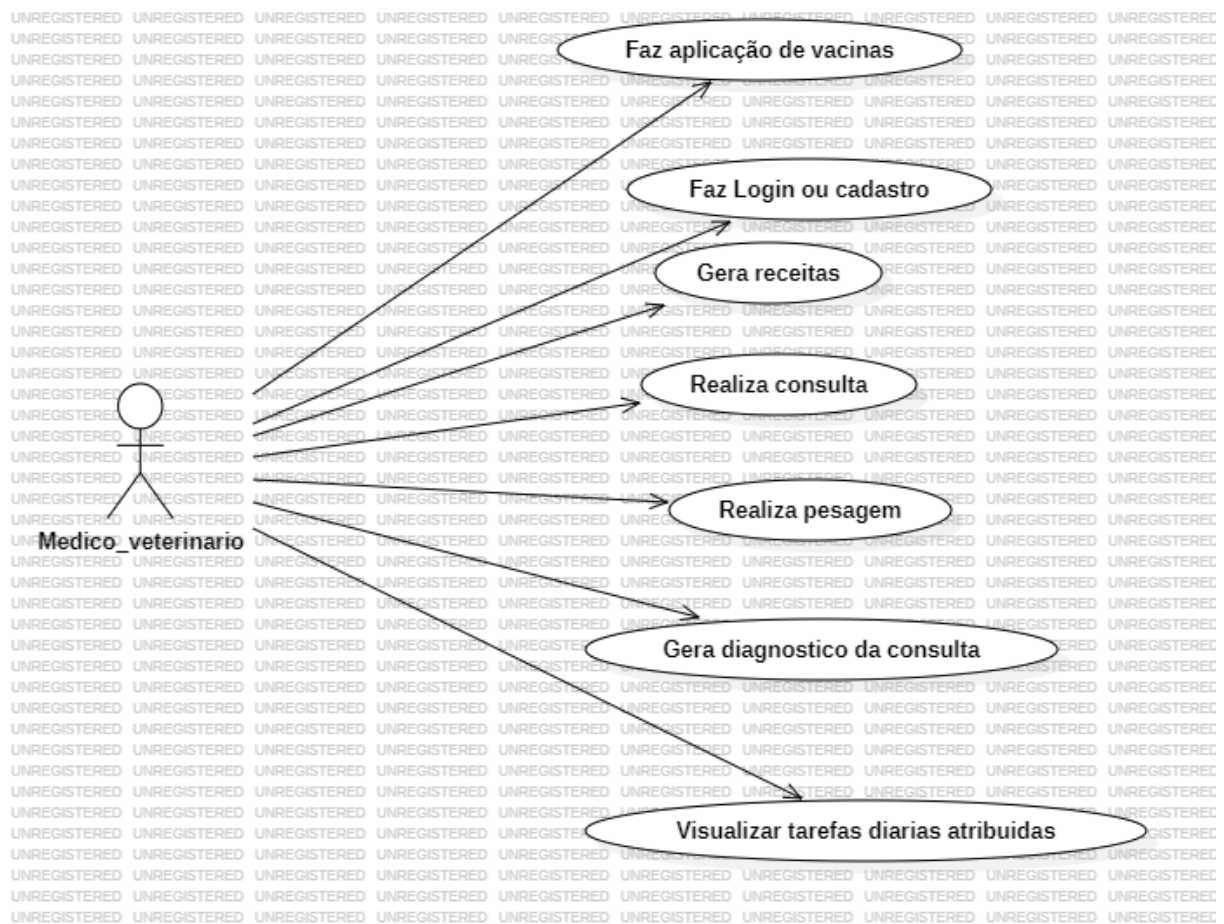 Faz aplicação de vacinas
Faz Login ou cadastro
Gera receitas
Realiza consulta
Realiza pesagem
Medico_veterinario
Gera diagnostico da consulta
Visualizar tarefas diarias atribuidas
UNREGISTERED